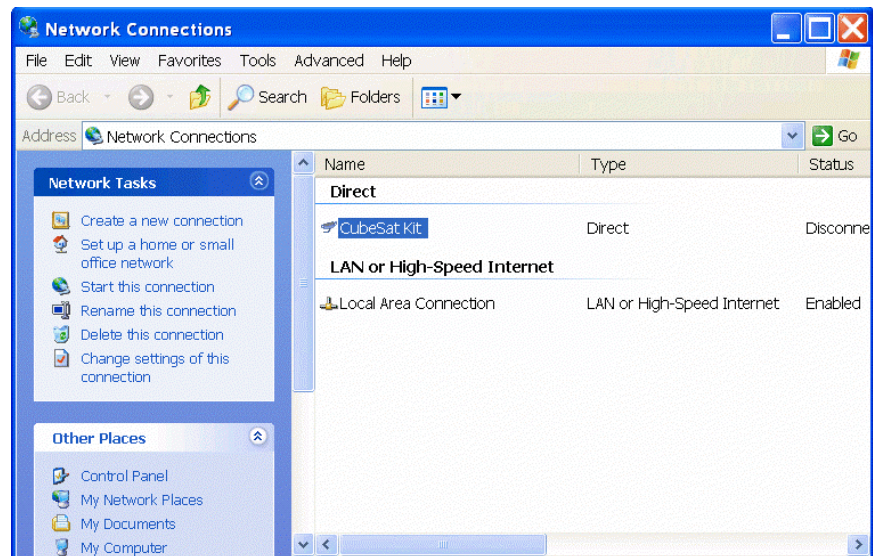 Network Connections
File Edit View Favorites Tools Advanced Help
Back Search Folders
Address Network Connections Go
Network Tasks
Create a new connection
Set up a home or small
office network
Start this connection
Rename this connection
Delete this connection
Change settings of this
connection
Other Places
Control Panel
My Network Places
My Documents
My Computer
Name Type Status
Direct
CubeSat Kit Direct Disconne
LAN or High-Speed Internet
Local Area Connection LAN or High-Speed Internet Enabled